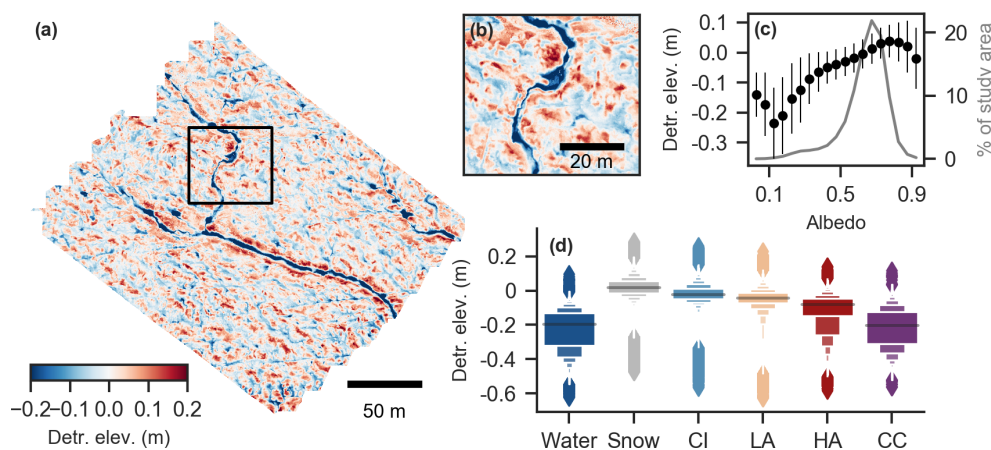 (a)
−0.2−0.1 0.0 0.1 0.2
Detr. elev. (m)
50 m
(b)
20 m
(c)
0.1
0.0
-0.1
-0.2
-0.3
Detr. elev. (m)
20
10
0
% of study area
0.1 0.5 0.9
Albedo
(d)
0.2
0
-0.2
-0.4
-0.6
Detr. elev. (m)
Water Snow CI LA HA CC